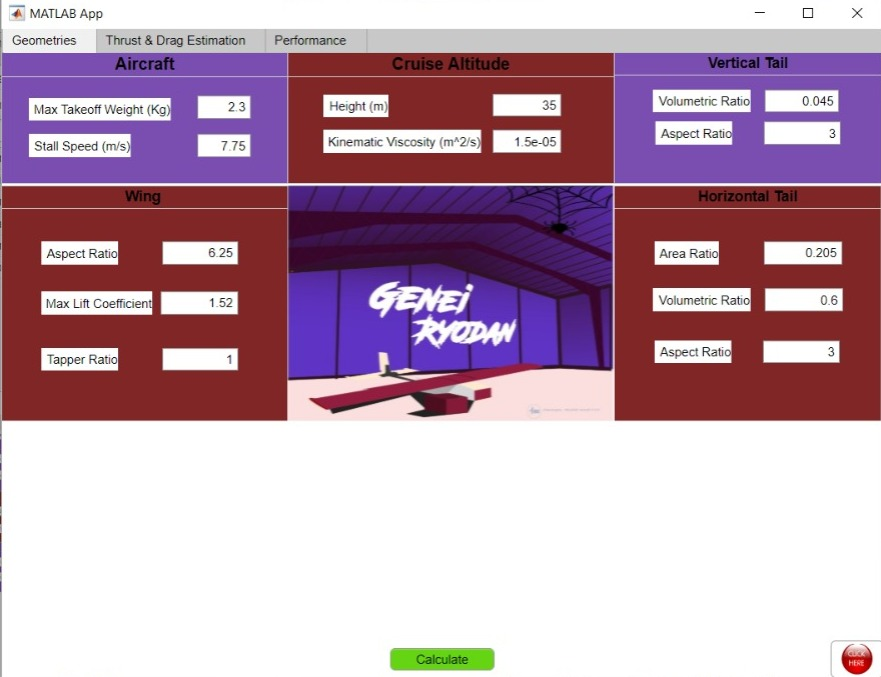 MATLAB App
Geometries
Thrust & Drag Estimation
Performance
Aircraft
Max Takeoff Weight (Kg)
2.3
Stall Speed (m/s)
7.75
Cruise Altitude
Height (m)
35
Kinematic Viscosity (m^2/s)
1.5e-05
Vertical Tail
Volumetric Ratio
0.045
Aspect Ratio
3
Wing
Aspect Ratio
6.25
Max Lift Coefficient
1.52
Tapper Ratio
1
GENEI
RYODAN
Horizontal Tail
Area Ratio
0.205
Volumetric Ratio
0.6
Aspect Ratio
3
Calculate
CLICK
HERE